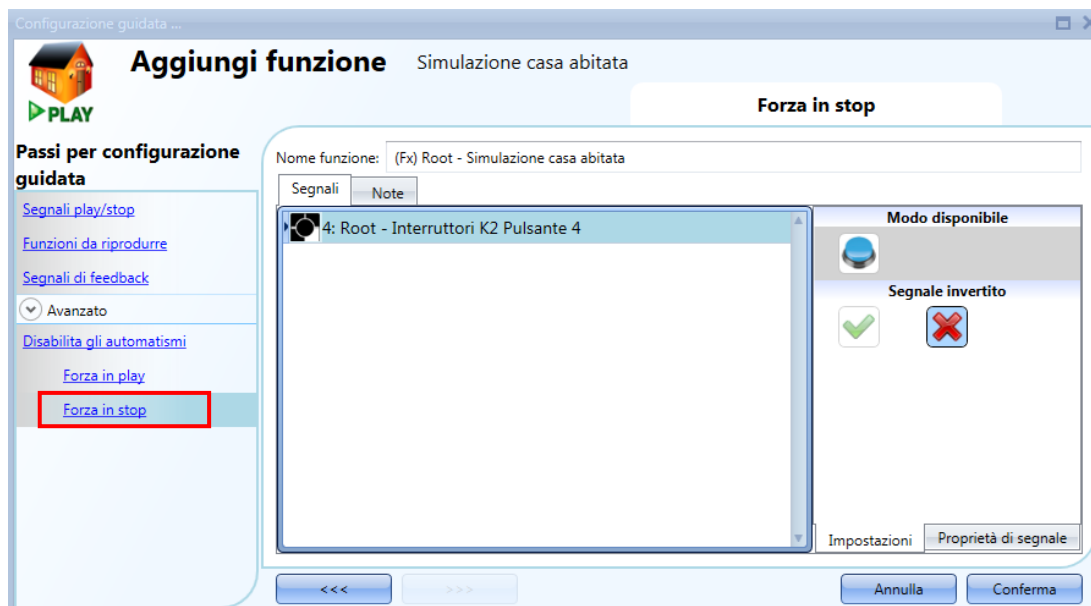 Configurazione guidata ...
Aggiungi funzione
Simulazione casa abitata
PLAY
Forza in stop
Passi per configurazione
guidata
Segnali play/stop
Funzioni da riprodurre
Segnali di feedback
Avanzato
Disabilita gli automatismi
Forza in play
Forza in stop
Nome funzione:
(Fx) Root - Simulazione casa abitata
Segnali
Note
4: Root - Interruttori K2 Pulsante 4
Modo disponibile
Segnale invertito
Impostazioni
Proprietà di segnale
<<<
>>>
Annulla
Conferma